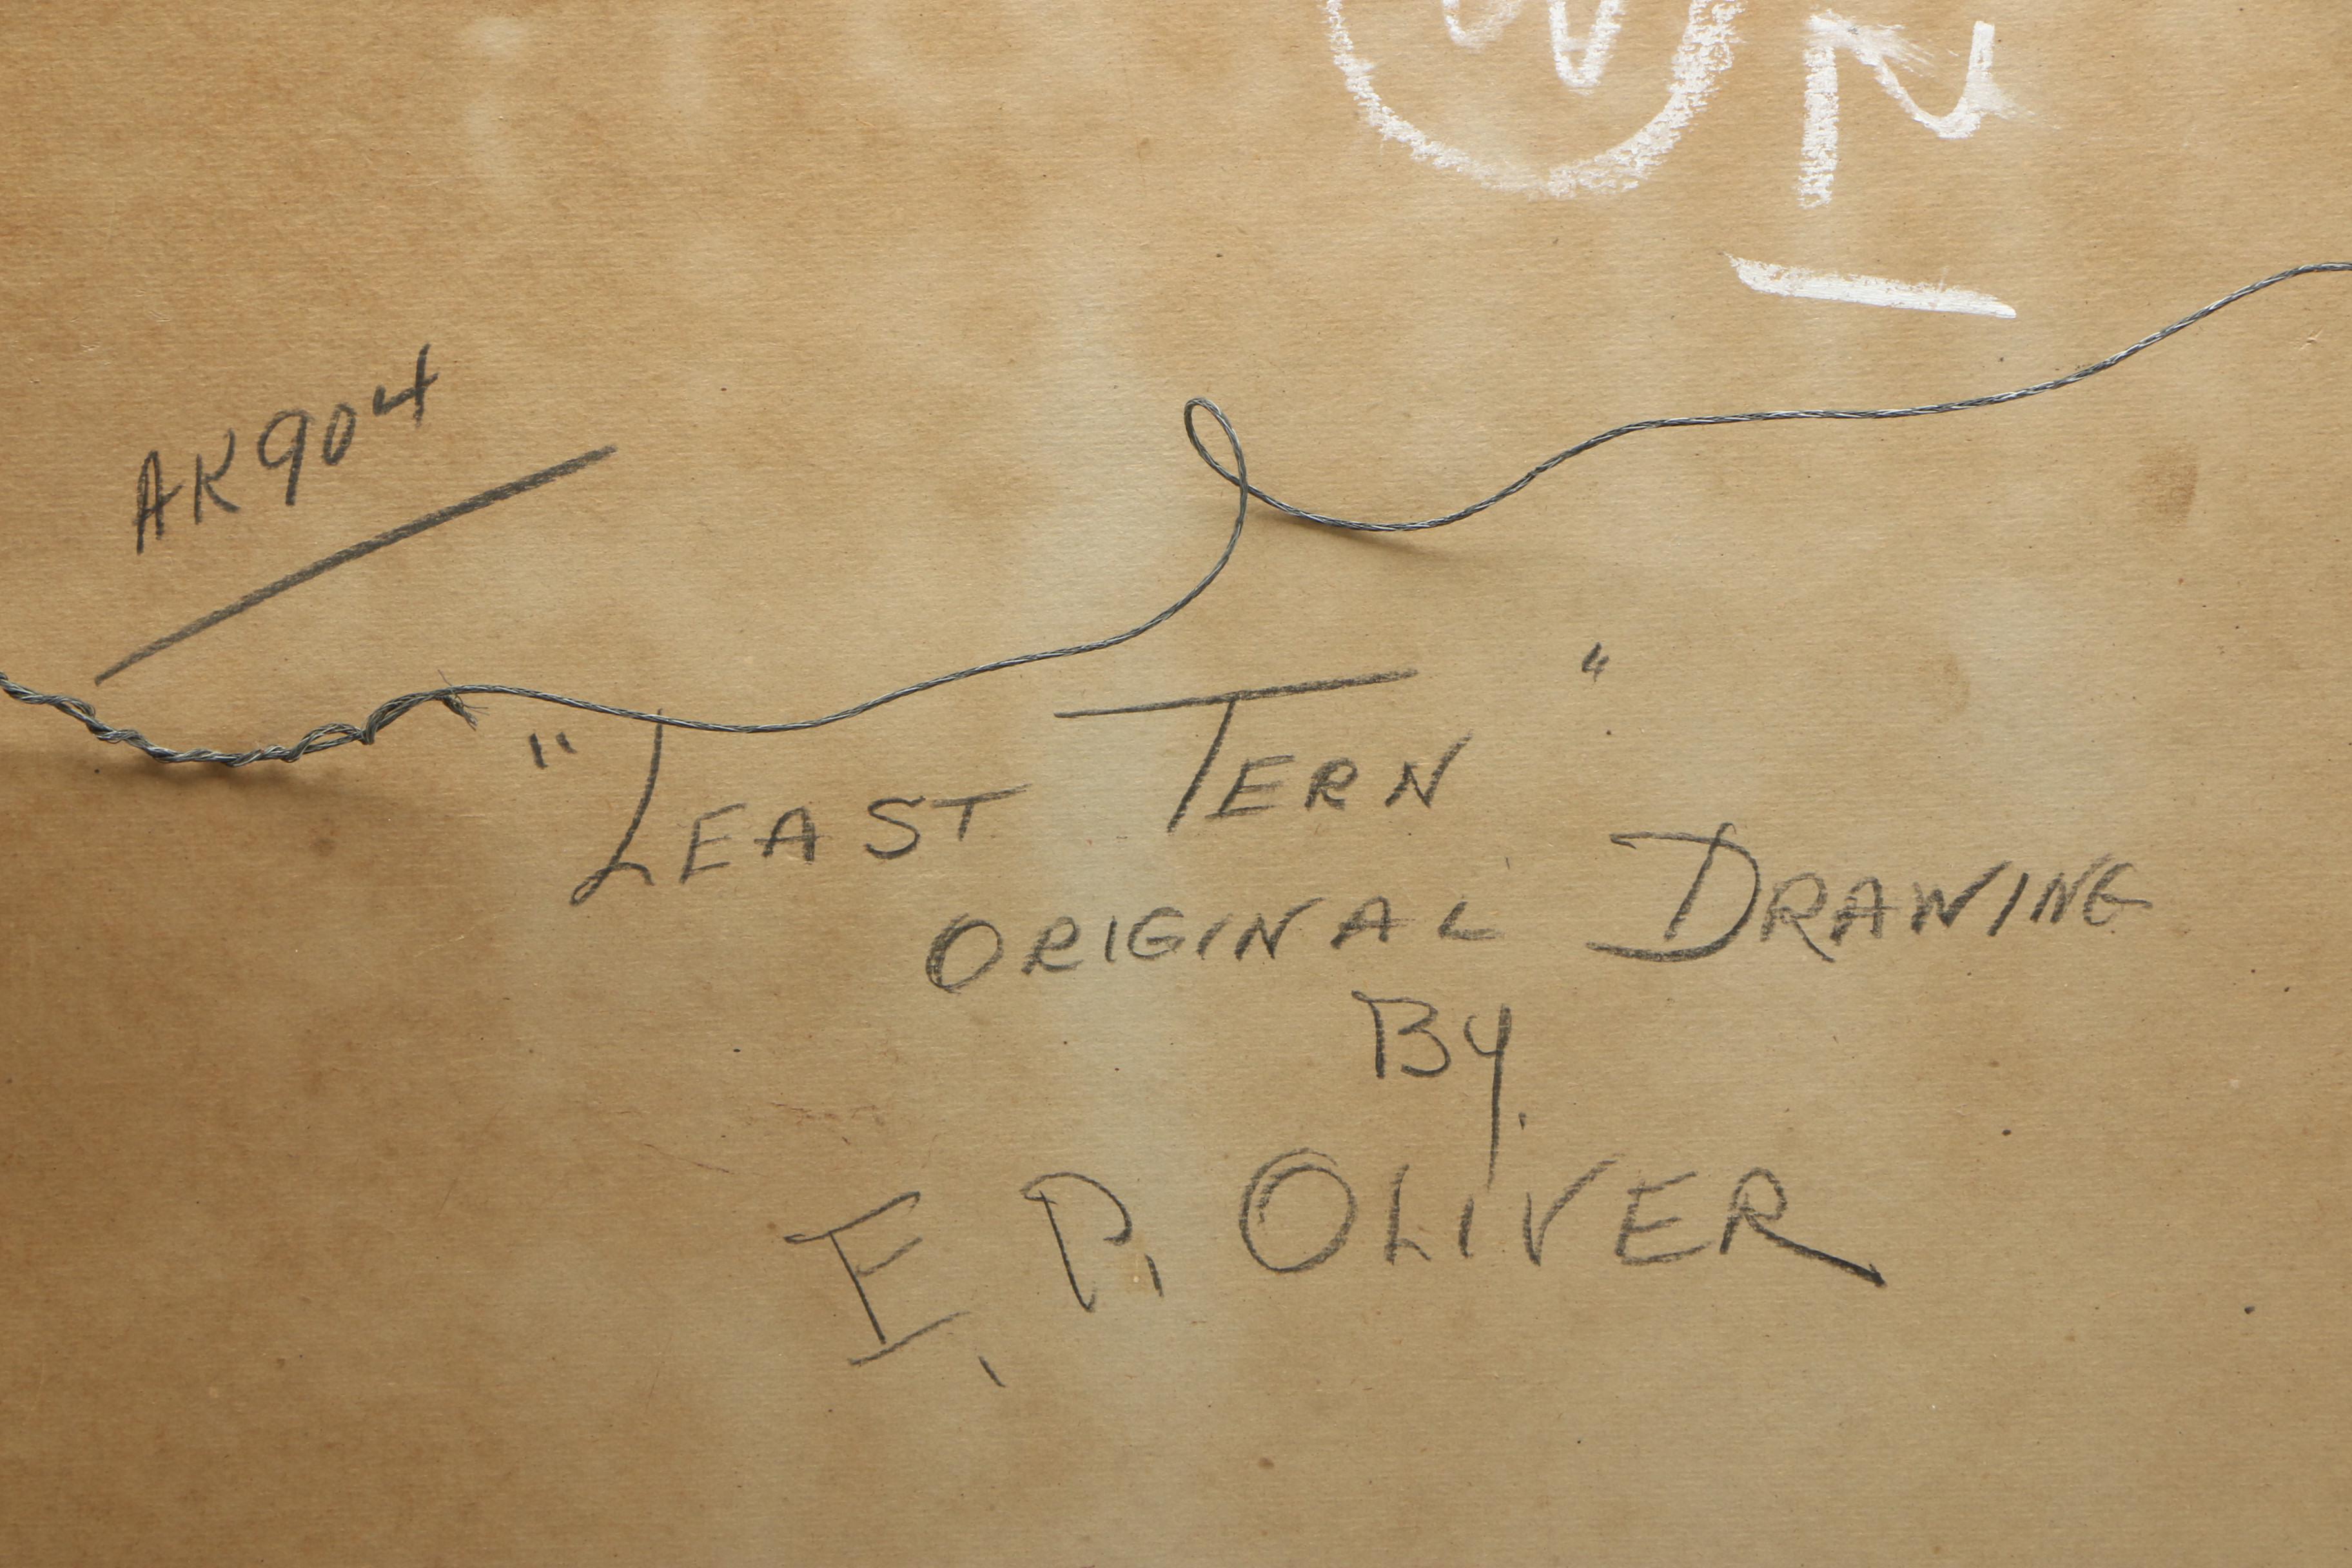 AK904
"LEAST TERN"
ORIGINAL DRAWING
By.
E. P. OLIVER